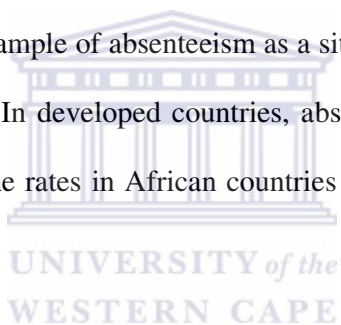 ample of absenteeism as a sit
In developed countries, abs
e rates in African countries
UNIVERSITY of the
WESTERN CAPE